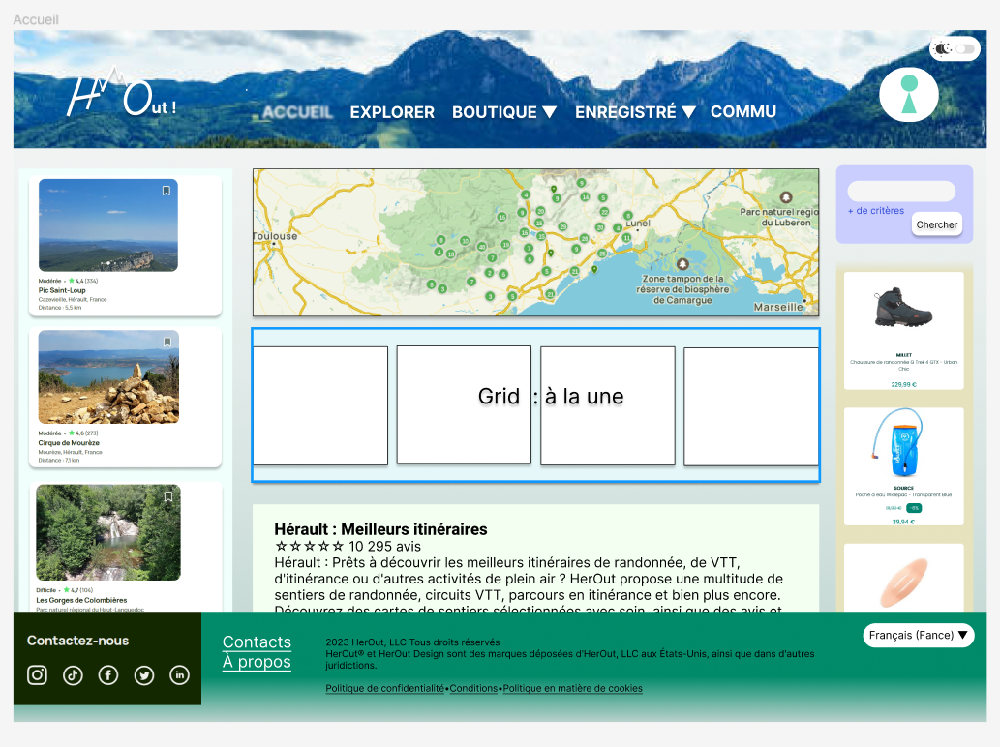 Accueil
HerOut !
ACCUEIL
EXPLORER
BOUTIQUE ▼
ENREGISTRÉ ▼
COMMU
Modérée • ★ 4,4 (334)
Pic Saint-Loup
Cazevieille, Hérault, France
Distance : 5,5 km
Modérée • ★ 4,6 (273)
Cirque de Mourèze
Mourèze, Hérault, France
Distance : 7,1 km
Difficile • ★ 4,7 (104)
Les Gorges de Colombières
Parc naturel régional du Haut-Languedoc
Toulouse
Lunel
Parc naturel régio
du Luberon
Zone tampon de la
réserve de biosphère
de Camargue
Marseille
Grid : à la une
Hérault : Meilleurs itinéraires
☆☆☆☆☆ 10 295 avis
Hérault : Prêts à découvrir les meilleurs itinéraires de randonnée, de VTT,
d'itinérance ou d'autres activités de plein air ? HerOut propose une multitude de
sentiers de randonnée, circuits VTT, parcours en itinérance et bien plus encore.
Découvrez des cartes de sentiers sélectionnées avec soin, ainsi que des avis et
+ de critères
Chercher
MILLET
Chaussure de randonnée G Trek 4 GTX - Urban
Chic
229,99 €
SOURCE
Poche à eau Widepac - Transparent Blue
-6%
29,94 €
Contactez-nous
Contacts
À propos
2023 HerOut, LLC Tous droits réservés
HerOut® et HerOut Design sont des marques déposées d'HerOut, LLC aux États-Unis, ainsi que dans d'autres
juridictions.
Politique de confidentialité•Conditions•Politique en matière de cookies
Français (Fance) ▼